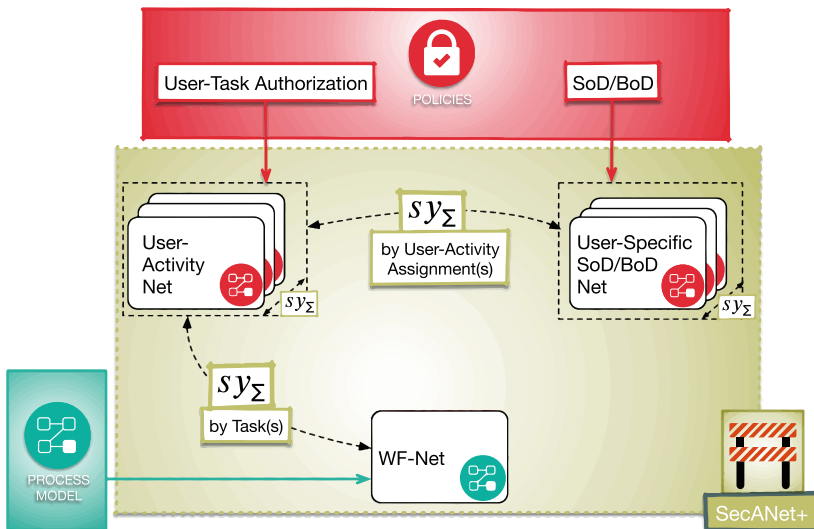 POLICIES
User-Task Authorization
SoD/BoD
syΣ
by User-Activity
Assignment(s)
User-
Activity
Net
syΣ
User-Specific
SoD/BoD
Net
syΣ
syΣ
by Task(s)
WF-Net
PROCESS
MODEL
SecANet+